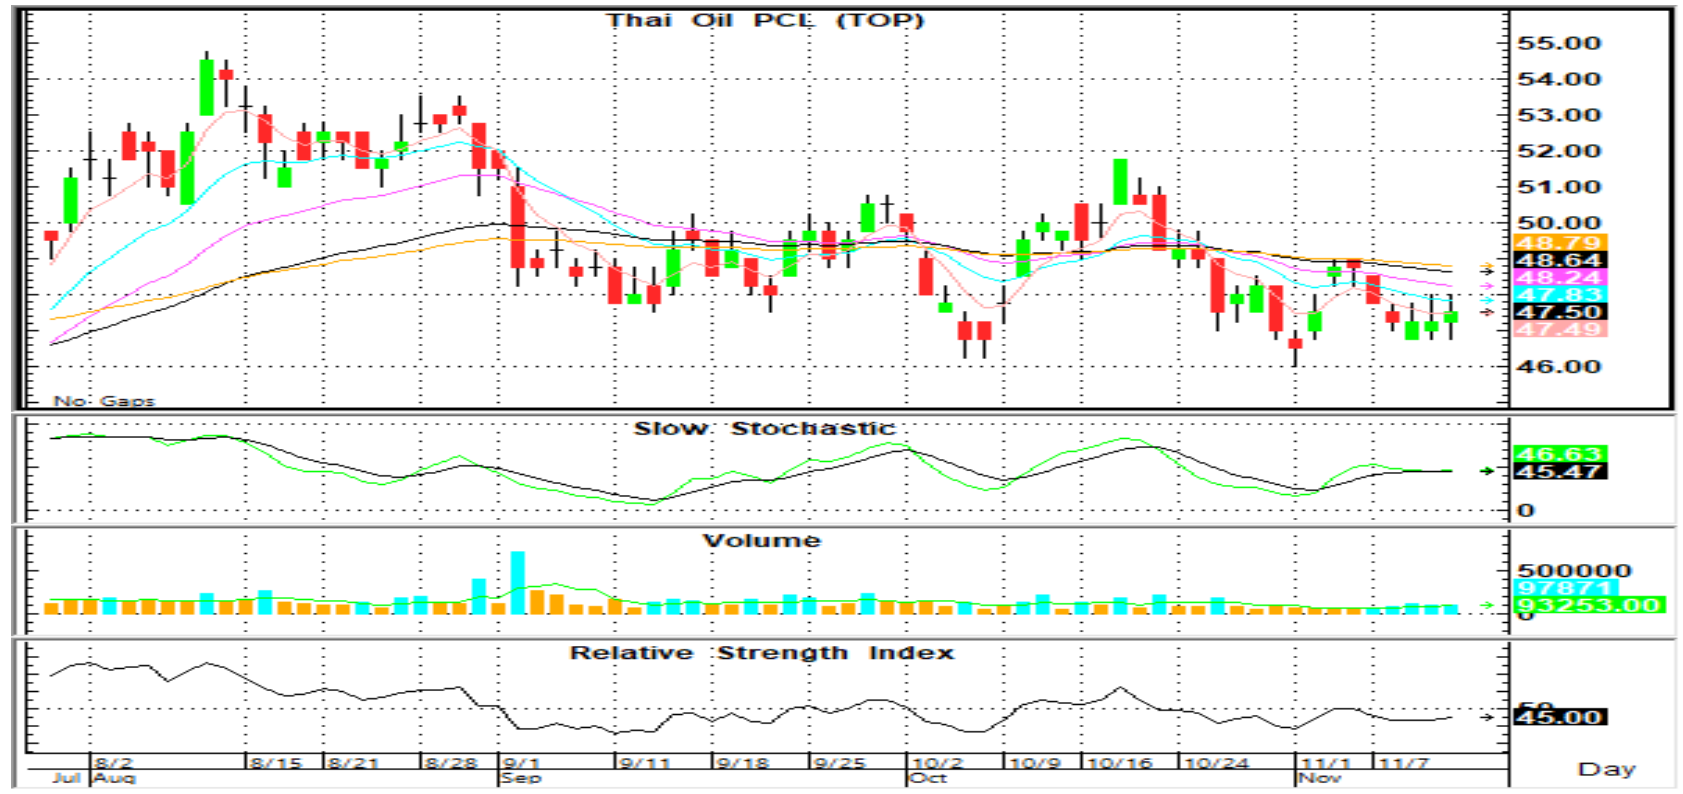 Thai Oil PCL (TOP)
55.00
54.00
53.00
52.00
51.00
50.00
48.79
48.64
48.24
47.83
47.50
47.49
46.00
No Gaps
Slow Stochastic
46.63
45.47
0
Volume
500000
97871
93253.00
0
Relative Strength Index
50
45.00
8/2 8/15 8/21 8/28 9/1 9/11 9/18 9/25 10/2 10/9 10/16 10/24 11/1 11/7
Jul Aug Sep Oct Nov
Day